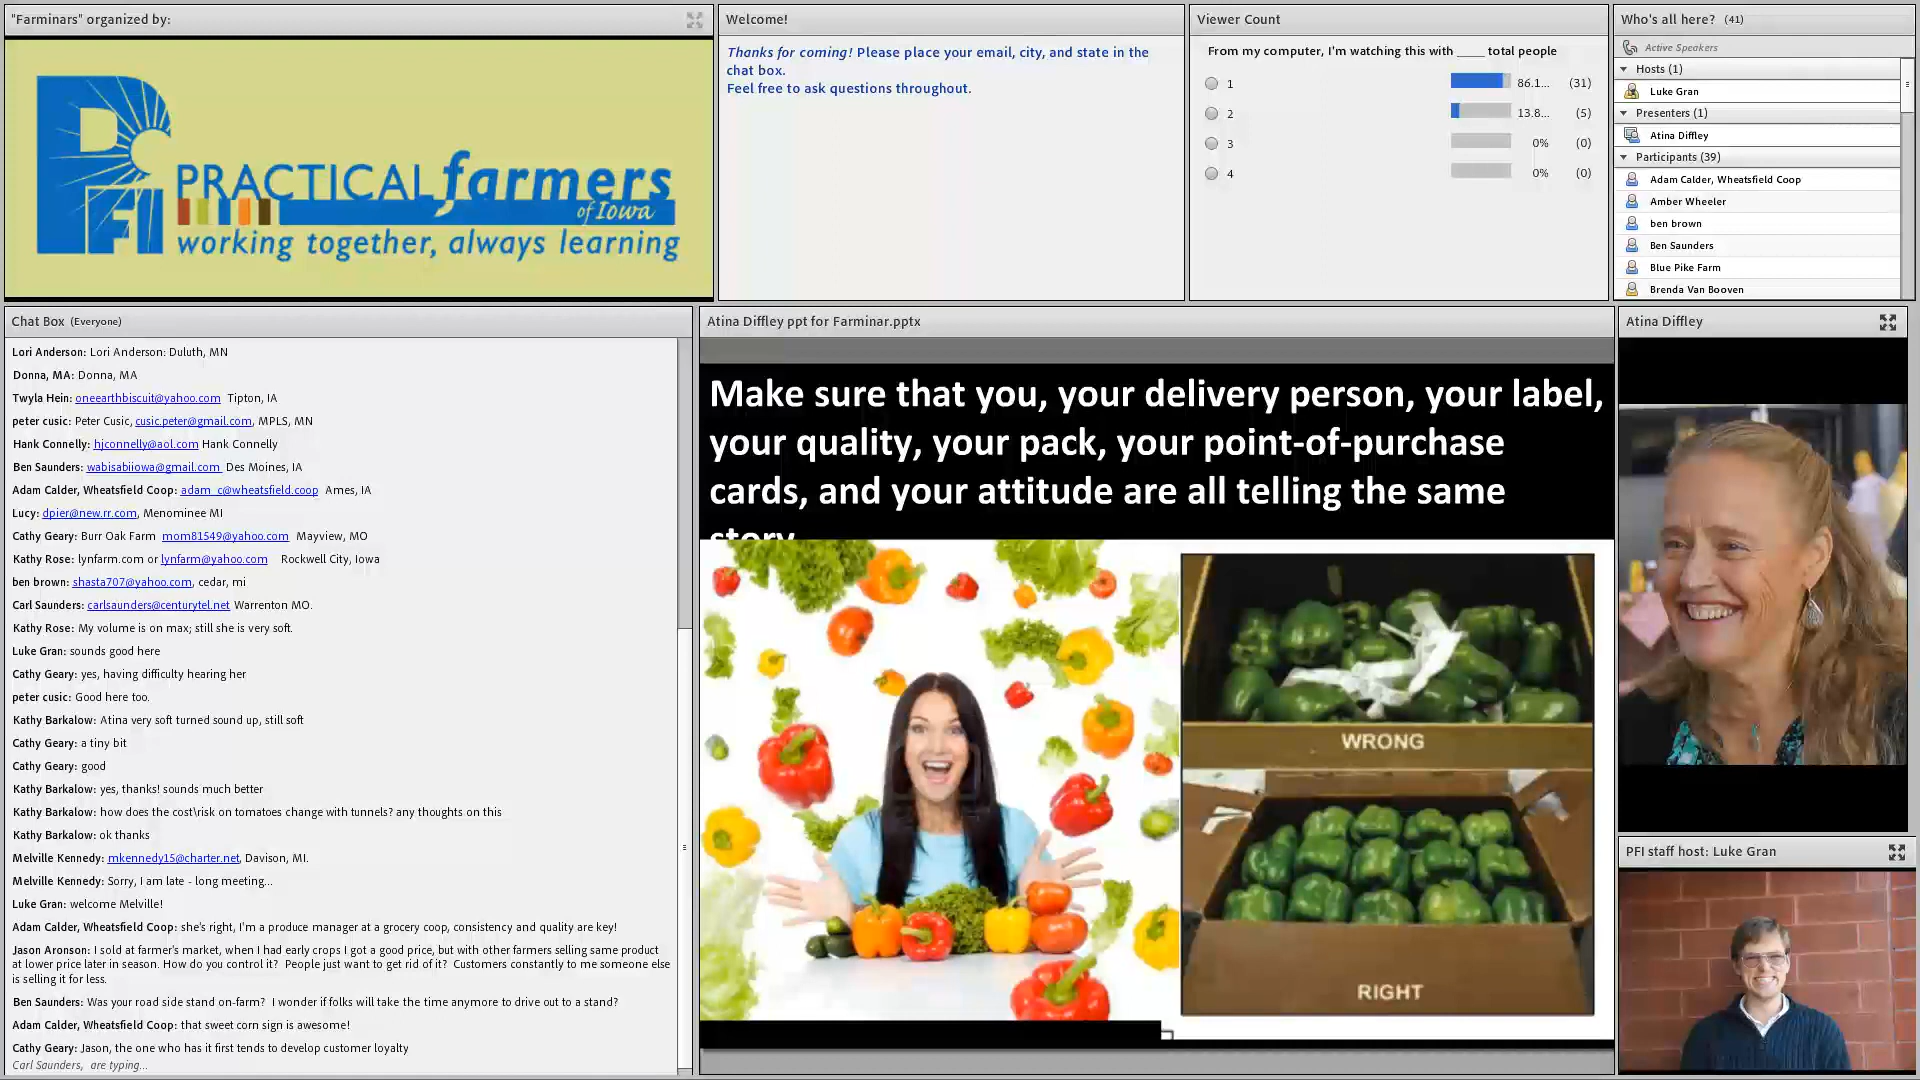 "Farminars" organized by:
PFI
PRACTICAL farmers
of Iowa
working together, always learning
Welcome!
Thanks for coming! Please place your email, city, and state in the
chat box.
Feel free to ask questions throughout.
Viewer Count
From my computer, I'm watching this with ____ total people
1 86.1... (31)
2 13.8... (5)
3 0% (0)
4 0% (0)
Who's all here? (41)
Active Speakers
Hosts (1)
Luke Gran
Presenters (1)
Atina Diffley
Participants (39)
Adam Calder, Wheatsfield Coop
Amber Wheeler
ben brown
Ben Saunders
Blue Pike Farm
Brenda Van Booven
Chat Box (Everyone)
Lori Anderson: Lori Anderson: Duluth, MN
Donna, MA: Donna, MA
Twyla Hein: oneearthbiscuit@yahoo.com Tipton, IA
peter cusic: Peter Cusic, cusic.peter@gmail.com, MPLS, MN
Hank Connelly: hjconnelly@aol.com Hank Connelly
Ben Saunders: wabisabiiowa@gmail.com Des Moines, IA
Adam Calder, Wheatsfield Coop: adam_c@wheatsfield.coop Ames, IA
Lucy: dpier@new.rr.com, Menominee MI
Cathy Geary: Burr Oak Farm mom81549@yahoo.com Mayview, MO
Kathy Rose: lynfarm.com or lynfarm@yahoo.com Rockwell City, Iowa
ben brown: shasta707@yahoo.com, cedar, mi
Carl Saunders: carlsaunders@centurytel.net Warrenton MO.
Kathy Rose: My volume is on max; still she is very soft.
Luke Gran: sounds good here
Cathy Geary: yes, having difficulty hearing her
peter cusic: Good here too.
Kathy Barkalow: Atina very soft turned sound up, still soft
Cathy Geary: a tiny bit
Cathy Geary: good
Kathy Barkalow: yes, thanks! sounds much better
Kathy Barkalow: how does the cost\risk on tomatoes change with tunnels? any thoughts on this
Kathy Barkalow: ok thanks
Melville Kennedy: mkennedy15@charter.net, Davison, MI.
Melville Kennedy: Sorry, I am late - long meeting...
Luke Gran: welcome Melville!
Adam Calder, Wheatsfield Coop: she's right, I'm a produce manager at a grocery coop, consistency and quality are key!
Jason Aronson: I sold at farmer's market, when I had early crops I got a good price, but with other farmers selling same product
at lower price later in season. How do you control it? People just want to get rid of it? Customers constantly to me someone else
is selling it for less.
Ben Saunders: Was your road side stand on-farm? I wonder if folks will take the time anymore to drive out to a stand?
Adam Calder, Wheatsfield Coop: that sweet corn sign is awesome!
Cathy Geary: Jason, the one who has it first tends to develop customer loyalty
Carl Saunders, are typing...
Atina Diffley ppt for Farminar.pptx
Make sure that you, your delivery person, your label,
your quality, your pack, your point-of-purchase
cards, and your attitude are all telling the same
story
WRONG
RIGHT
Atina Diffley
PFI staff host: Luke Gran